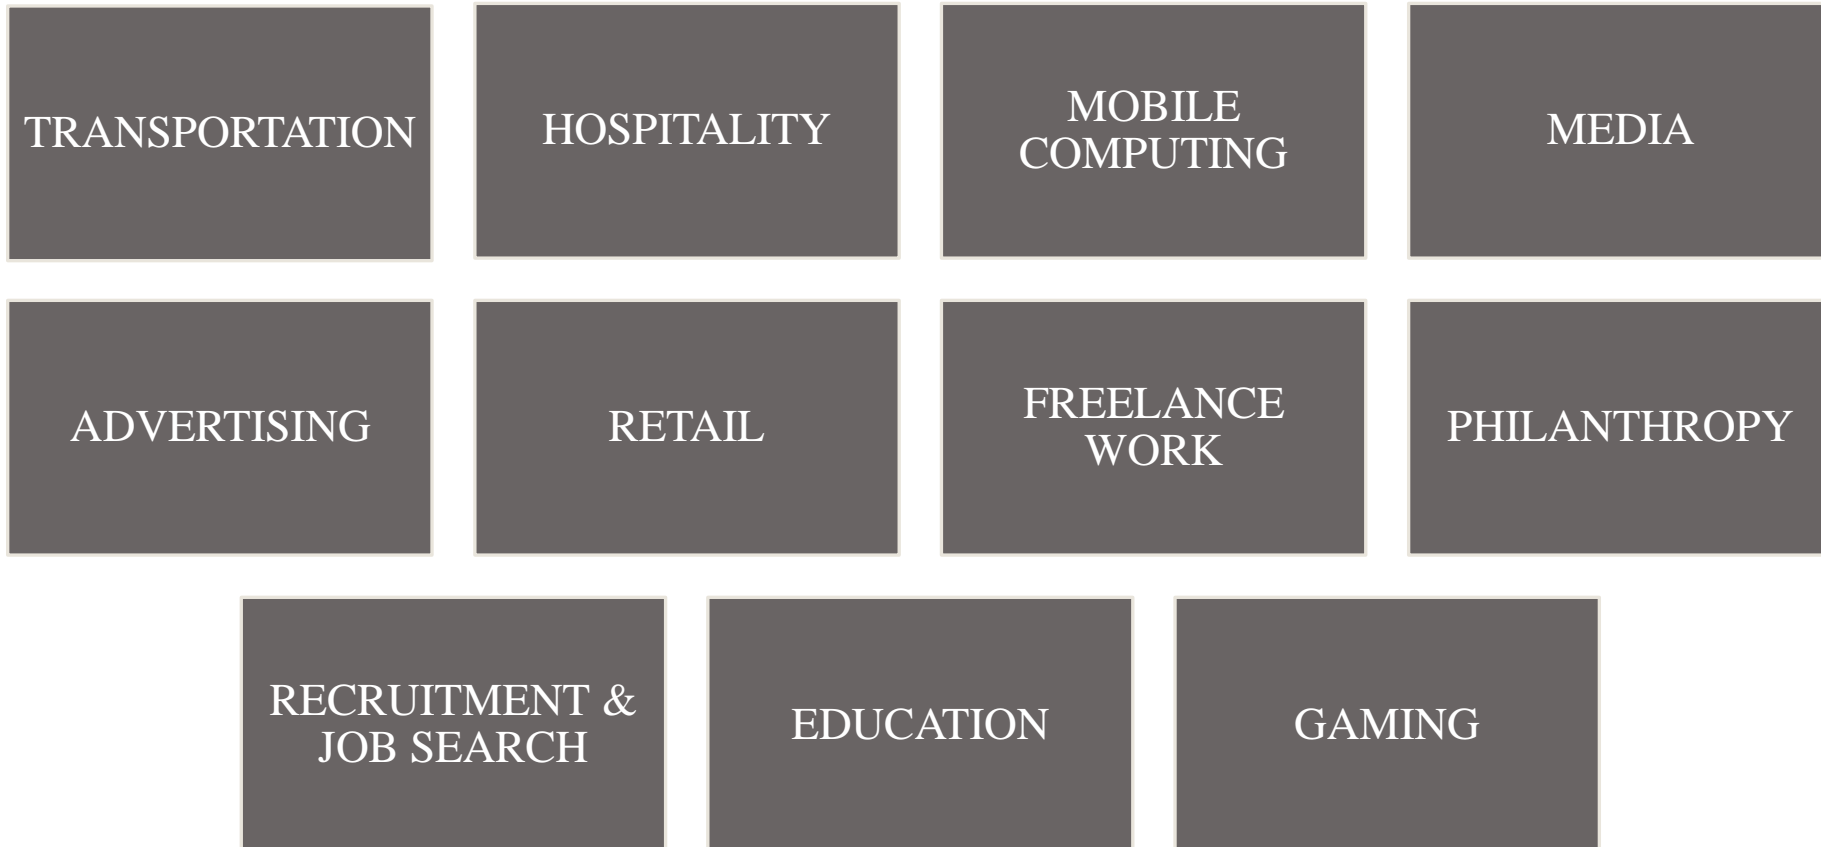 TRANSPORTATION
HOSPITALITY
MOBILE
COMPUTING
MEDIA
ADVERTISING
RETAIL
FREELANCE
WORK
PHILANTHROPY
RECRUITMENT &
JOB SEARCH
EDUCATION
GAMING